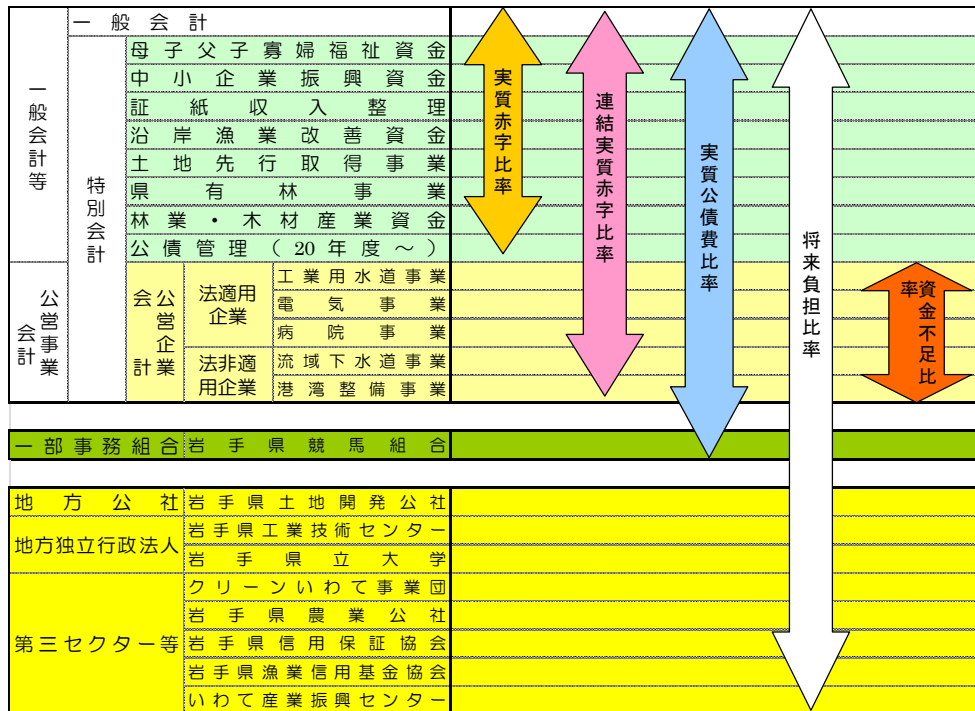 一般会計等
一般会計
特別会計
母子父子寡婦福祉資金
中小企業振興資金
証紙収入整理
沿岸漁業改善資金
土地先行取得事業
県有林事業
林業・木材産業資金
公債管理（20年度～）
公営事業
会計
公営企業
会計
法適用
企業
工業用水道事業
電気事業
病院事業
法非適
用企業
流域下水道事業
港湾整備事業
実質赤字比率
連結実質赤字比率
実質公債費比率
将来負担比率
資金不足比
率
一部事務組合
岩手県競馬組合
地方公社
岩手県土地開発公社
地方独立行政法人
岩手県工業技術センター
岩手県立大学
第三セクター等
クリーンいわて事業団
岩手県農業公社
岩手県信用保証協会
岩手県漁業信用基金協会
いわて産業振興センター